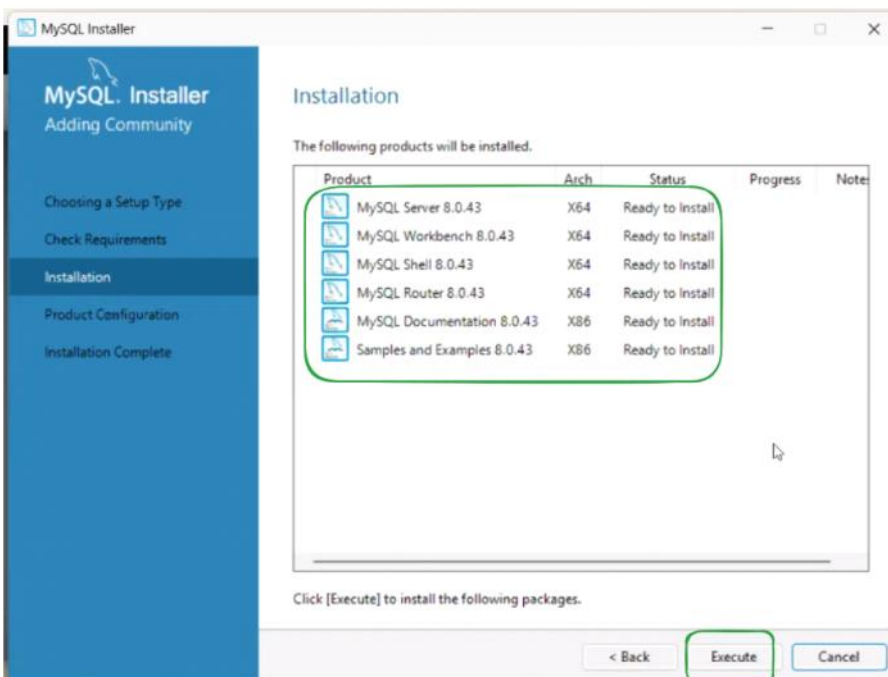 MySQL Installer
MySQL. Installer
Adding Community
Choosing a Setup Type
Check Requirements
Installation
Product Configuration
Installation Complete
Installation
The following products will be installed.
Product Arch Status Progress Notes
MySQL Server 8.0.43 X64 Ready to Install
MySQL Workbench 8.0.43 X64 Ready to Install
MySQL Shell 8.0.43 X64 Ready to Install
MySQL Router 8.0.43 X64 Ready to Install
MySQL Documentation 8.0.43 X86 Ready to Install
Samples and Examples 8.0.43 X86 Ready to Install
Click [Execute] to install the following packages.
< Back Execute Cancel